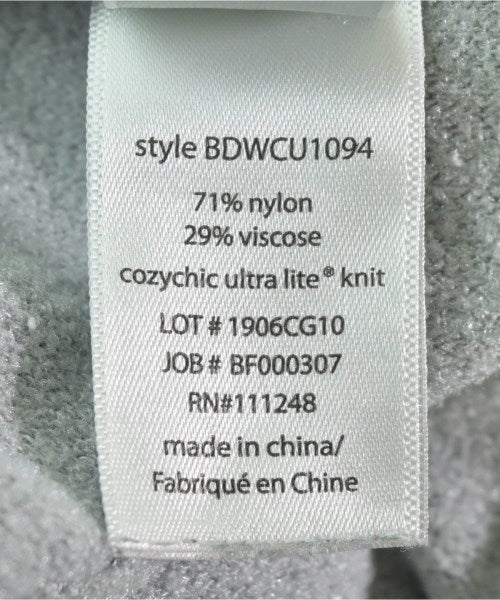 style BDWCU1094
71% nylon
29% viscose
cozychic ultra lite® knit
LOT # 1906CG10
JOB # BF000307
RN#111248
made in china/
Fabriqué en Chine